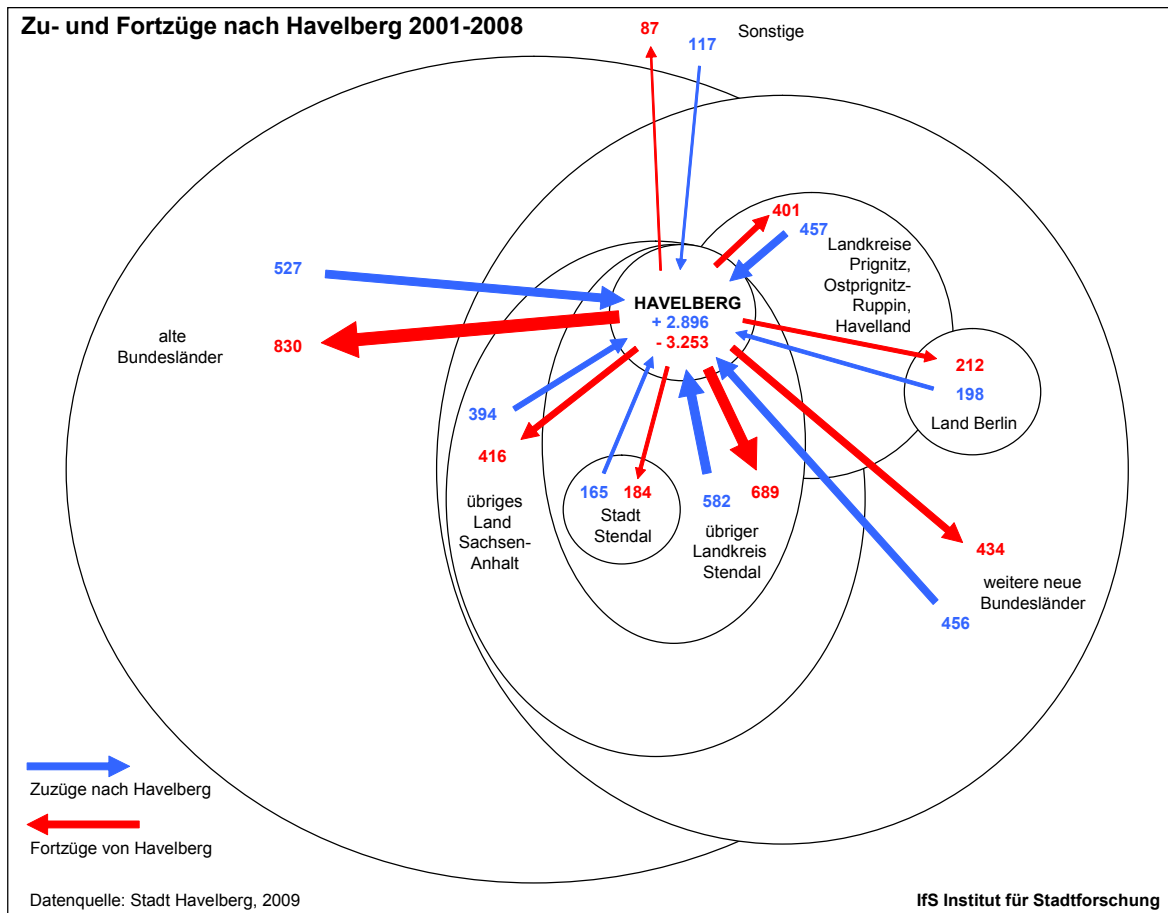 Zu- und Fortzüge nach Havelberg 2001-2008
87
117
Sonstige
401
457
Landkreise
Prignitz,
Ostprignitz-
Ruppin,
Havelland
527
HAVELBERG
+ 2.896
- 3.253
alte
Bundesländer
830
212
198
Land Berlin
394
416
übriges
Land
Sachsen-
Anhalt
165
184
Stadt
Stendal
582
689
übriger
Landkreis
Stendal
434
weitere neue
Bundesländer
456
Zuzüge nach Havelberg
Fortzüge von Havelberg
Datenquelle: Stadt Havelberg, 2009
IfS Institut für Stadtforschung